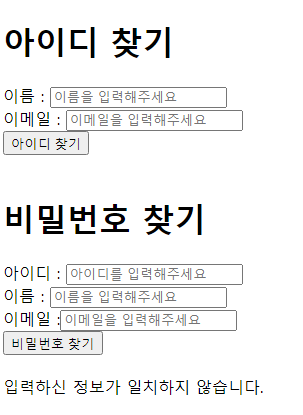 아이디 찾기
이름 : 이름을 입력해주세요
이메일 : 이메일을 입력해주세요
아이디 찾기
비밀번호 찾기
아이디 : 아이디를 입력해주세요
이름 : 이름을 입력해주세요
이메일 :이메일을 입력해주세요
비밀번호 찾기
입력하신 정보가 일치하지 않습니다.